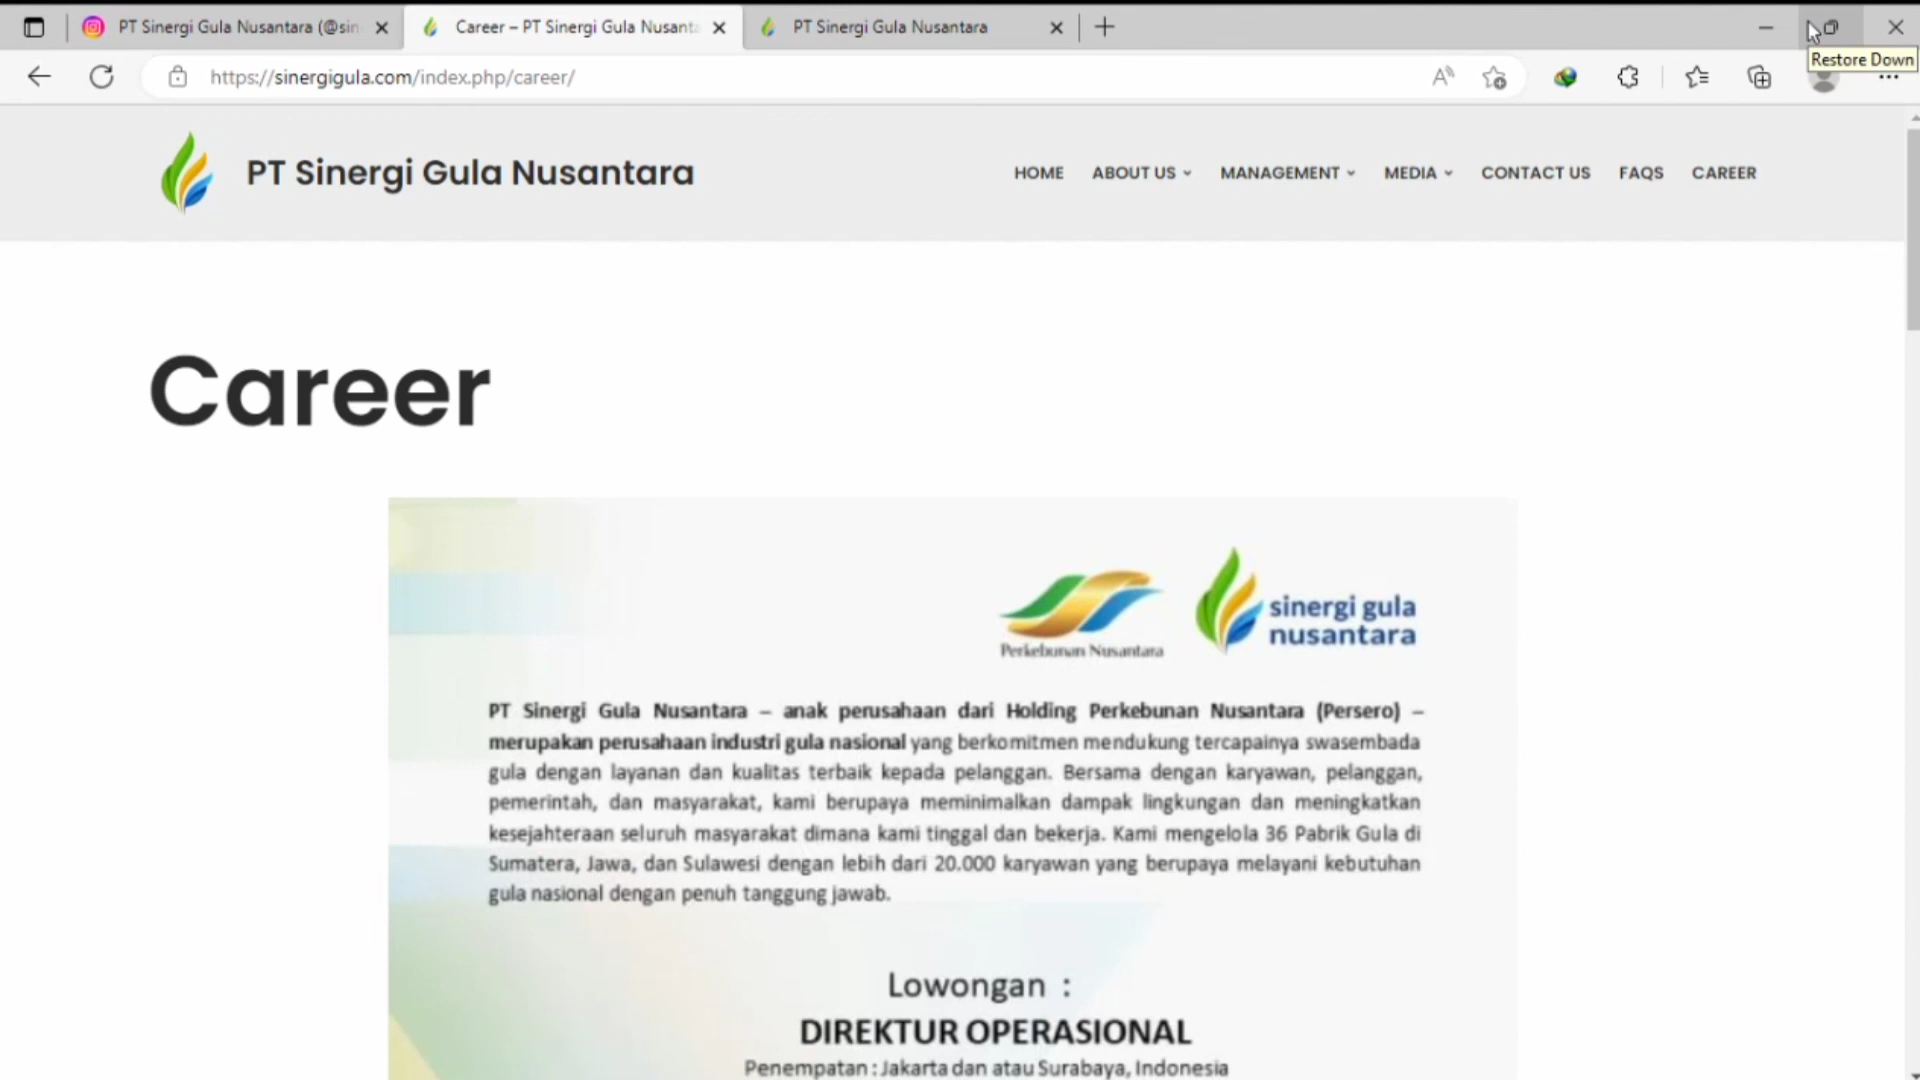 PT Sinergi Gula Nusantara (@sin
Career – PT Sinergi Gula Nusanta
PT Sinergi Gula Nusantara
https://sinergigula.com/index.php/career/
Restore Down
PT Sinergi Gula Nusantara
HOME
ABOUT US
MANAGEMENT
MEDIA
CONTACT US
FAQS
CAREER
Career
Perkebunan Nusantara
sinergi gula
nusantara
PT Sinergi Gula Nusantara – anak perusahaan dari Holding Perkebunan Nusantara (Persero) –
merupakan perusahaan industri gula nasional yang berkomitmen mendukung tercapainya swasembada
gula dengan layanan dan kualitas terbaik kepada pelanggan. Bersama dengan karyawan, pelanggan,
pemerintah, dan masyarakat, kami berupaya meminimalkan dampak lingkungan dan meningkatkan
kesejahteraan seluruh masyarakat dimana kami tinggal dan bekerja. Kami mengelola 36 Pabrik Gula di
Sumatera, Jawa, dan Sulawesi dengan lebih dari 20.000 karyawan yang berupaya melayani kebutuhan
gula nasional dengan penuh tanggung jawab.
Lowongan :
DIREKTUR OPERASIONAL
Penempatan : Jakarta dan atau Surabaya, Indonesia